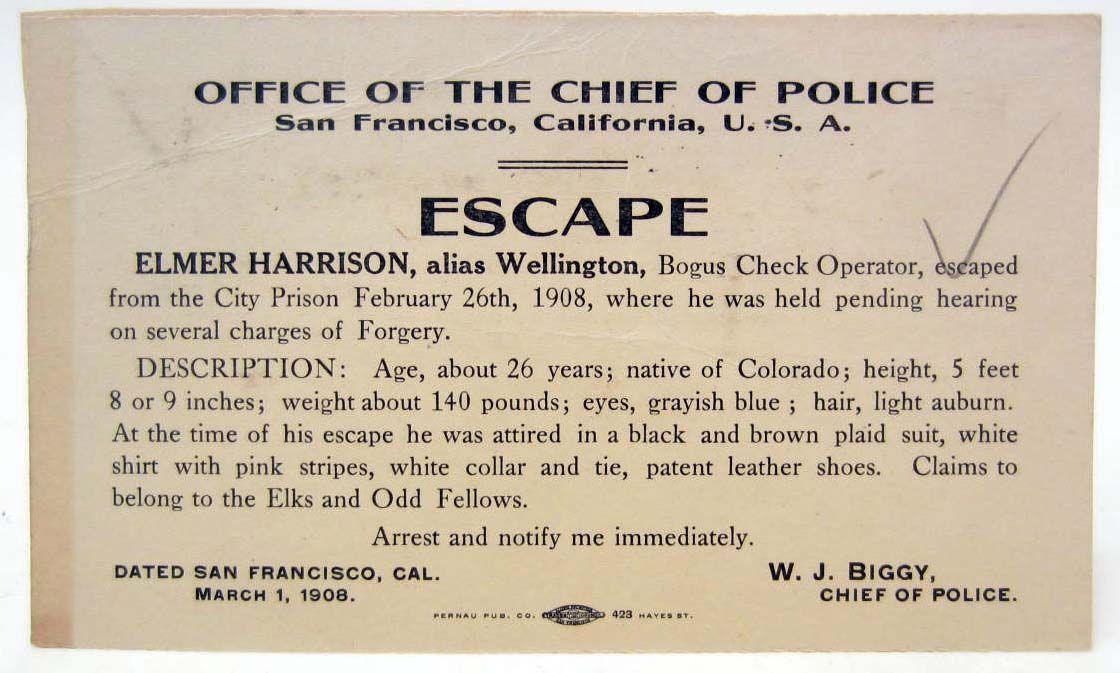 OFFICE OF THE CHIEF OF POLICE
San Francisco, California, U. S. A.
ESCAPE
ELMER HARRISON, alias Wellington, Bogus Check Operator, escaped
from the City Prison February 26th, 1908, where he was held pending hearing
on several charges of Forgery.
DESCRIPTION: Age, about 26 years; native of Colorado; height, 5 feet
8 or 9 inches; weight about 140 pounds; eyes, grayish blue ; hair, light auburn.
At the time of his escape he was attired in a black and brown plaid suit, white
shirt with pink stripes, white collar and tie, patent leather shoes. Claims to
belong to the Elks and Odd Fellows.
Arrest and notify me immediately.
DATED SAN FRANCISCO, CAL.
MARCH 1, 1908.
W. J. BIGGY,
CHIEF OF POLICE.
PERNAU PUB. CO. 423 HAYES ST.